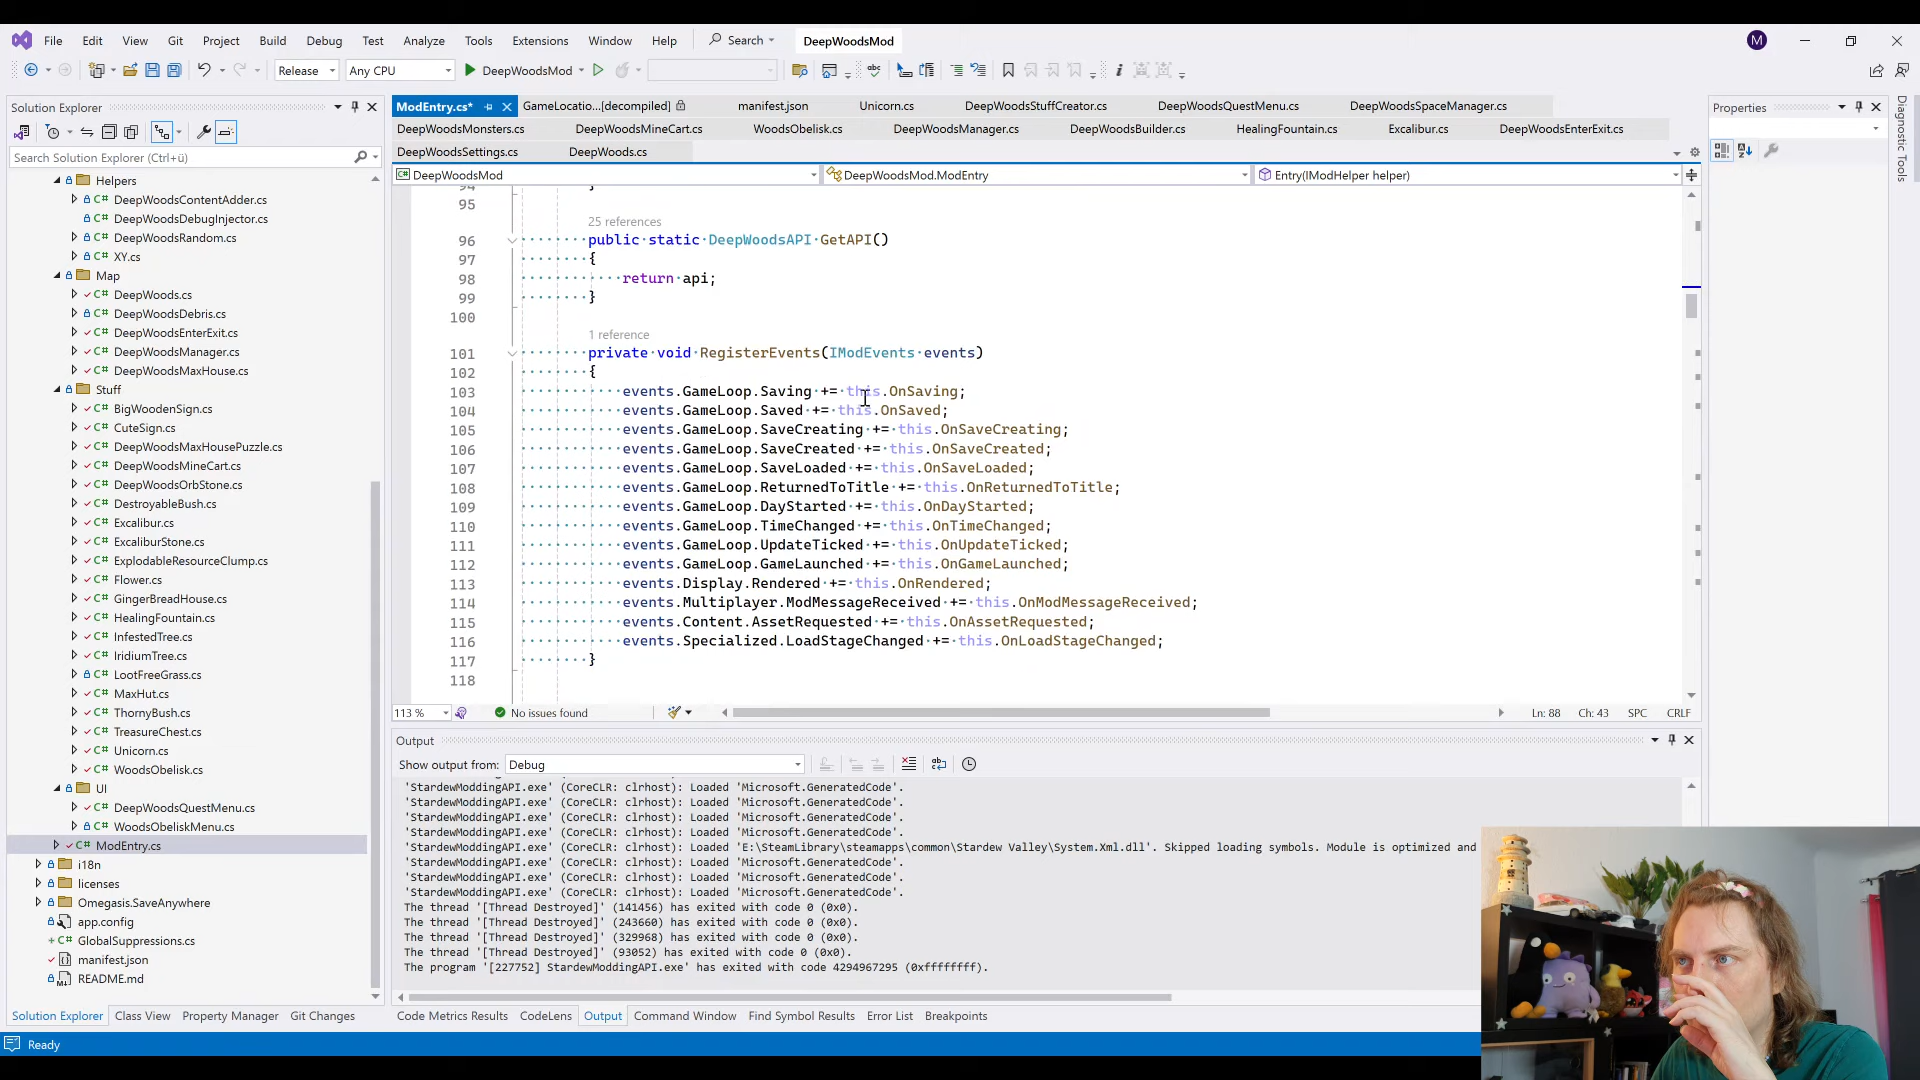 File Edit View Git Project Build Debug Test Analyze Tools Extensions Window Help Search DeepWoodsMod M
Release Any CPU DeepWoodsMod
Solution Explorer
Search Solution Explorer (Ctrl+ü)
Helpers
DeepWoodsContentAdder.cs
DeepWoodsDebugInjector.cs
DeepWoodsRandom.cs
XY.cs
Map
DeepWoods.cs
DeepWoodsDebris.cs
DeepWoodsEnterExit.cs
DeepWoodsManager.cs
DeepWoodsMaxHouse.cs
Stuff
BigWoodenSign.cs
CuteSign.cs
DeepWoodsMaxHousePuzzle.cs
DeepWoodsMineCart.cs
DeepWoodsOrbStone.cs
DestroyableBush.cs
Excalibur.cs
ExcaliburStone.cs
ExplodableResourceClump.cs
Flower.cs
GingerBreadHouse.cs
HealingFountain.cs
InfestedTree.cs
IridiumTree.cs
LootFreeGrass.cs
MaxHut.cs
ThornyBush.cs
TreasureChest.cs
Unicorn.cs
WoodsObelisk.cs
UI
DeepWoodsQuestMenu.cs
WoodsObeliskMenu.cs
ModEntry.cs
i18n
licenses
Omegasis.SaveAnywhere
app.config
GlobalSuppressions.cs
manifest.json
README.md
Solution Explorer Class View Property Manager Git Changes
ModEntry.cs* GameLocatio... [decompiled] manifest.json Unicorn.cs DeepWoodsStuffCreator.cs DeepWoodsQuestMenu.cs DeepWoodsSpaceManager.cs
DeepWoodsMonsters.cs DeepWoodsMineCart.cs WoodsObelisk.cs DeepWoodsManager.cs DeepWoodsBuilder.cs HealingFountain.cs Excalibur.cs DeepWoodsEnterExit.cs
DeepWoodsSettings.cs DeepWoods.cs
DeepWoodsMod DeepWoodsMod.ModEntry Entry(IModHelper helper)
94 }
95
25 references
96 public static DeepWoodsAPI GetAPI()
97 {
98 return api;
99 }
100
1 reference
101 private void RegisterEvents(IModEvents events)
102 {
103 events.GameLoop.Saving += this.OnSaving;
104 events.GameLoop.Saved += this.OnSaved;
105 events.GameLoop.SaveCreating += this.OnSaveCreating;
106 events.GameLoop.SaveCreated += this.OnSaveCreated;
107 events.GameLoop.SaveLoaded += this.OnSaveLoaded;
108 events.GameLoop.ReturnedToTitle += this.OnReturnedToTitle;
109 events.GameLoop.DayStarted += this.OnDayStarted;
110 events.GameLoop.TimeChanged += this.OnTimeChanged;
111 events.GameLoop.UpdateTicked += this.OnUpdateTicked;
112 events.GameLoop.GameLaunched += this.OnGameLaunched;
113 events.Display.Rendered += this.OnRendered;
114 events.Multiplayer.ModMessageReceived += this.OnModMessageReceived;
115 events.Content.AssetRequested += this.OnAssetRequested;
116 events.Specialized.LoadStageChanged += this.OnLoadStageChanged;
117 }
118
113 % No issues found Ln: 88 Ch: 43 SPC CRLF
Output
Show output from: Debug
'StardewModdingAPI.exe' (CoreCLR: clrhost): Loaded 'Microsoft.GeneratedCode'.
'StardewModdingAPI.exe' (CoreCLR: clrhost): Loaded 'Microsoft.GeneratedCode'.
'StardewModdingAPI.exe' (CoreCLR: clrhost): Loaded 'Microsoft.GeneratedCode'.
'StardewModdingAPI.exe' (CoreCLR: clrhost): Loaded 'Microsoft.GeneratedCode'.
'StardewModdingAPI.exe' (CoreCLR: clrhost): Loaded 'E:\SteamLibrary\steamapps\common\Stardew Valley\System.Xml.dll'. Skipped loading symbols. Module is optimized and
'StardewModdingAPI.exe' (CoreCLR: clrhost): Loaded 'Microsoft.GeneratedCode'.
'StardewModdingAPI.exe' (CoreCLR: clrhost): Loaded 'Microsoft.GeneratedCode'.
'StardewModdingAPI.exe' (CoreCLR: clrhost): Loaded 'Microsoft.GeneratedCode'.
The thread '[Thread Destroyed]' (141456) has exited with code 0 (0x0).
The thread '[Thread Destroyed]' (243660) has exited with code 0 (0x0).
The thread '[Thread Destroyed]' (329968) has exited with code 0 (0x0).
The thread '[Thread Destroyed]' (93052) has exited with code 0 (0x0).
The program '[227752] StardewModdingAPI.exe' has exited with code 4294967295 (0xffffffff).
Code Metrics Results CodeLens Output Command Window Find Symbol Results Error List Breakpoints
Properties
Diagnostic Tools
Ready